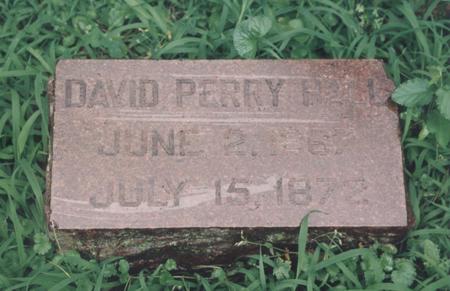 DAVID PERRY
JUNE 2,
JULY 15, 1872